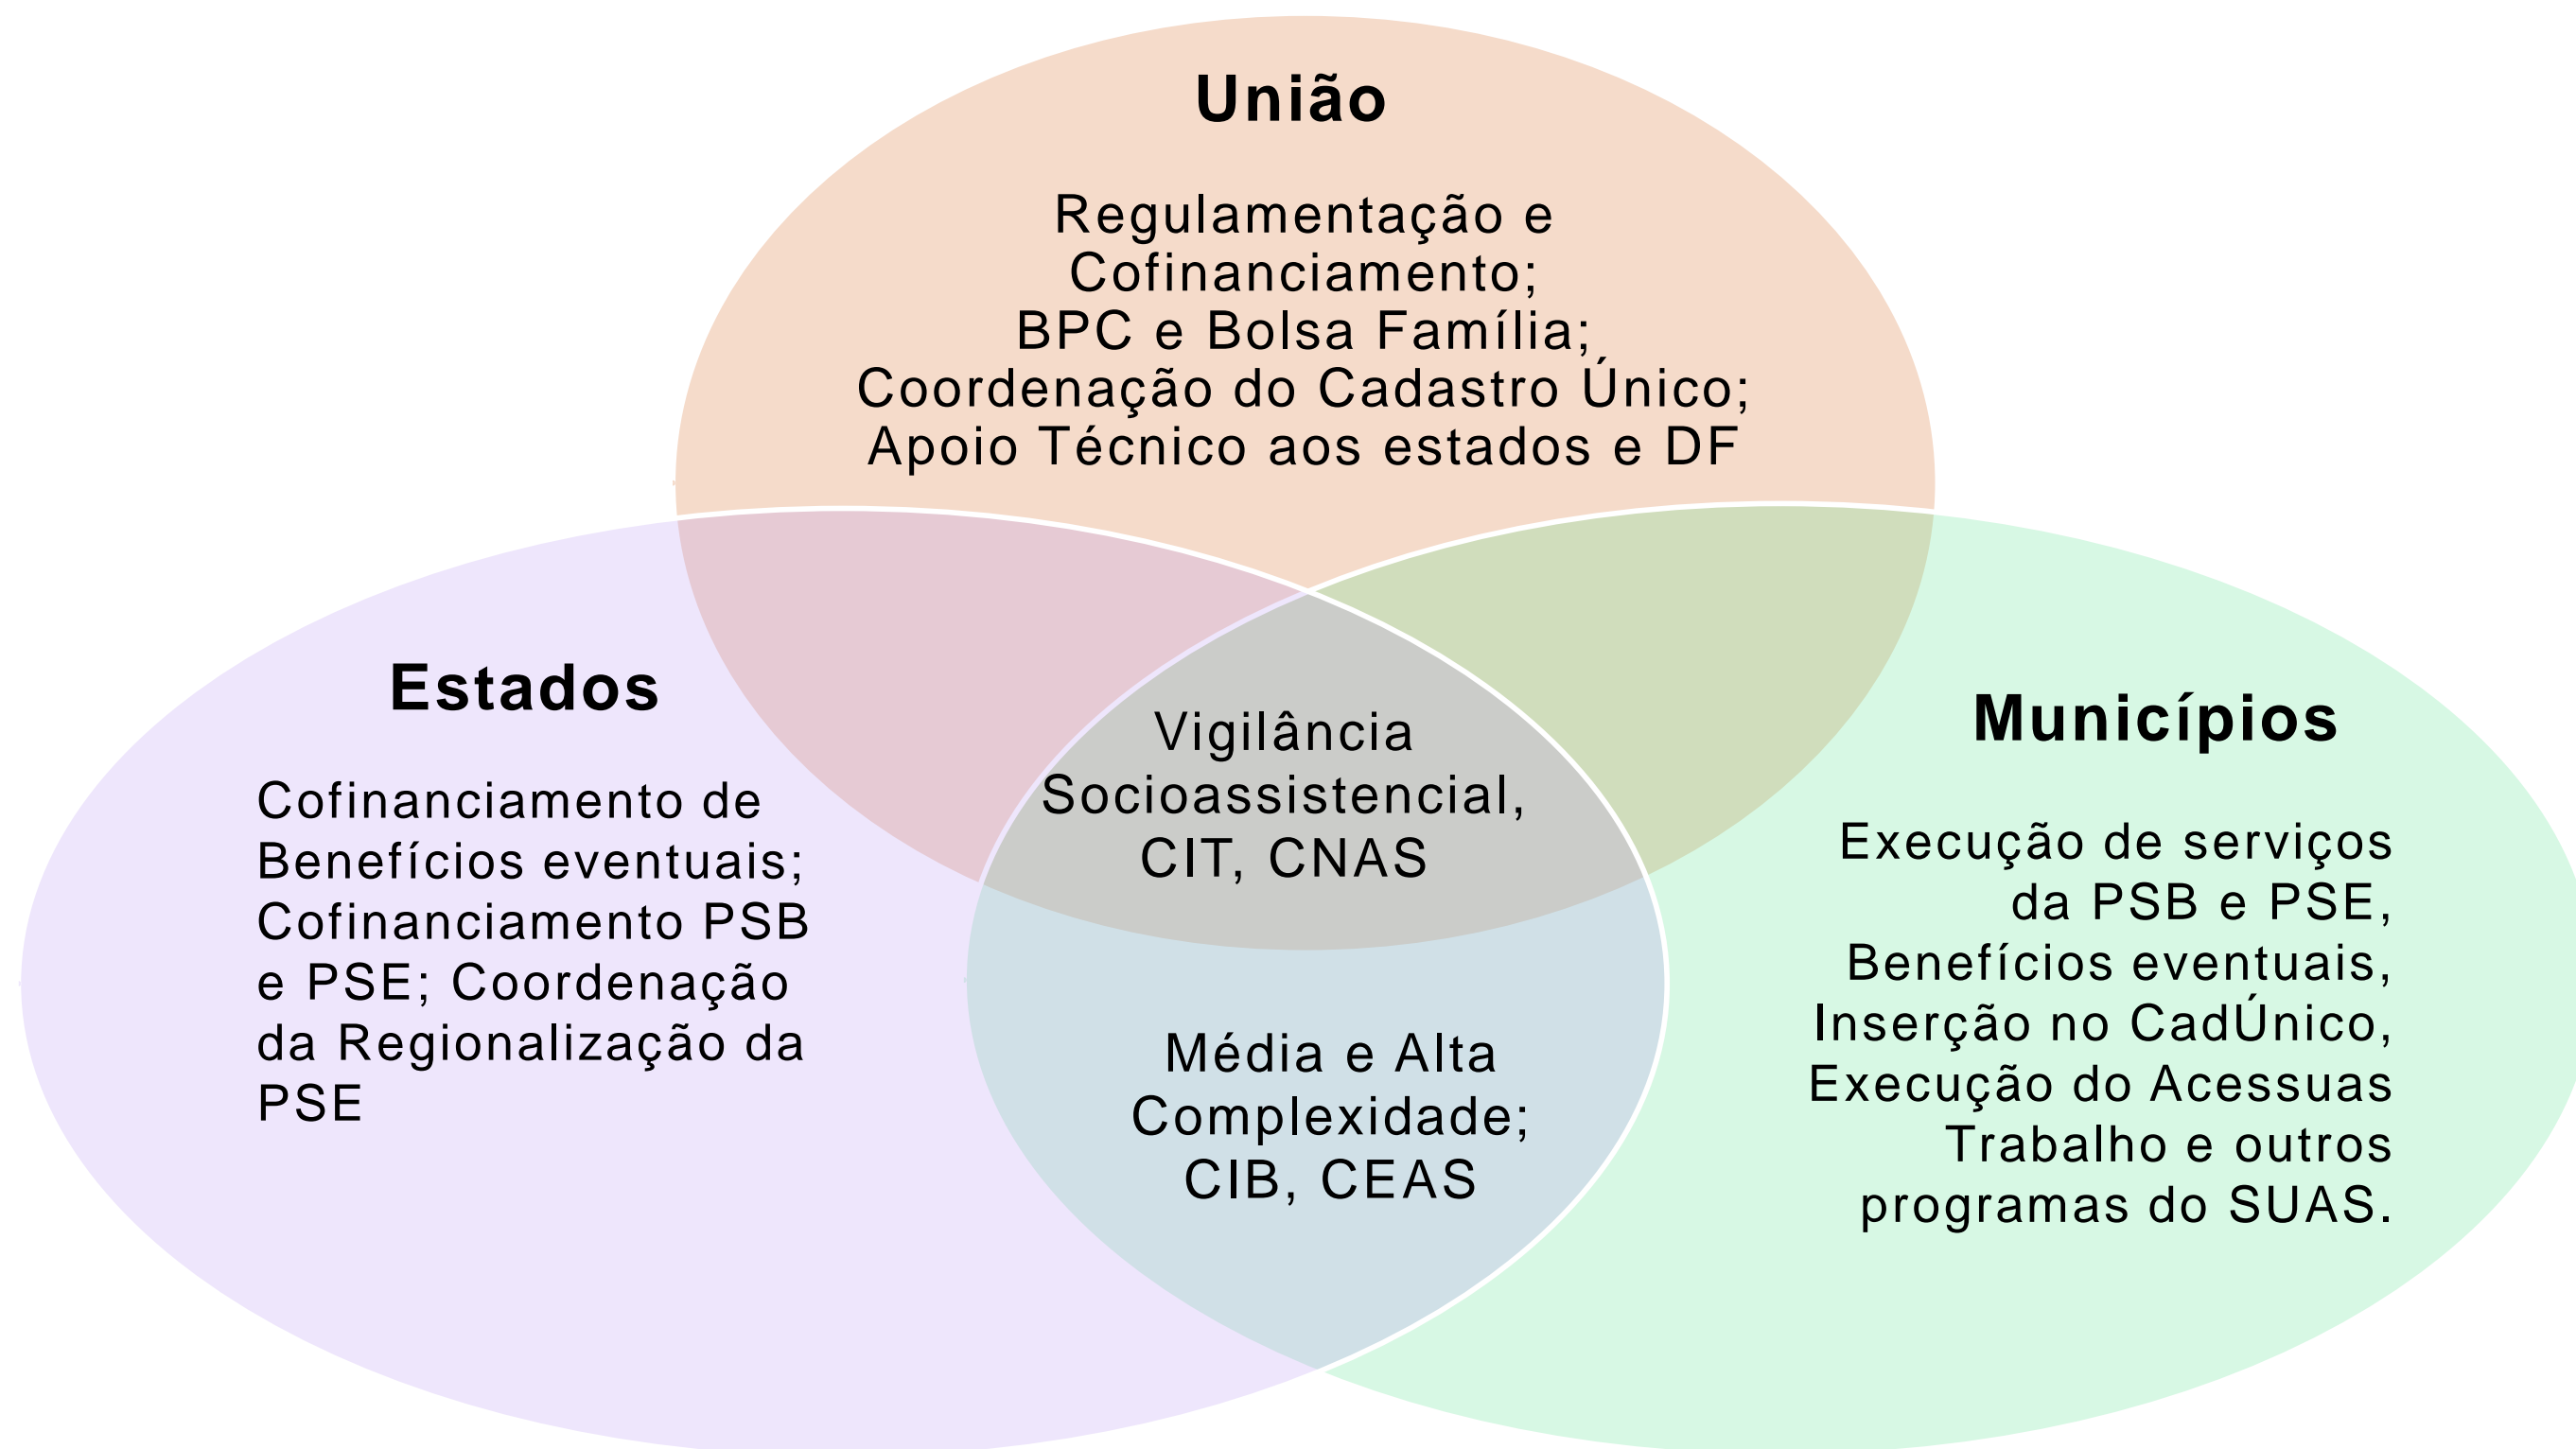 União
Regulamentação e
Cofinanciamento;
BPC e Bolsa Família;
Coordenação do Cadastro Único;
Apoio Técnico aos estados e DF
Estados
Cofinanciamento de
Benefícios eventuais;
Cofinanciamento PSB
e PSE; Coordenação
da Regionalização da
PSE
Vigilância
Socioassistencial,
CIT, CNAS
Média e Alta
Complexidade;
CIB, CEAS
Municípios
Execução de serviços
da PSB e PSE,
Benefícios eventuais,
Inserção no CadÚnico,
Execução do Acessuas
Trabalho e outros
programas do SUAS.